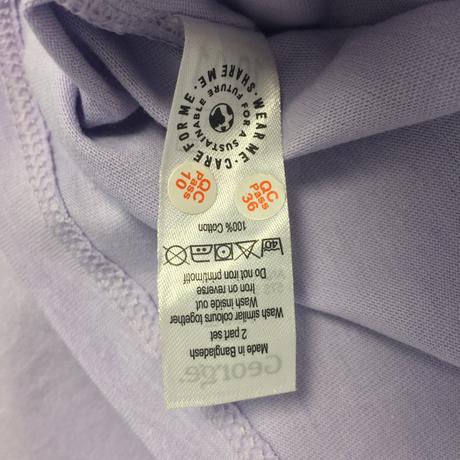 George.
Made in Bangladesh
2 part set
Wash similar colours together
Wash inside out
Iron on reverse
Do not iron print/motif
40
100% Cotton
QC
Pass
36
QC
Pass
10
WEAR ME · CARE FOR ME · SHARE ME ·
FOR A SUSTAINABLE FUTURE